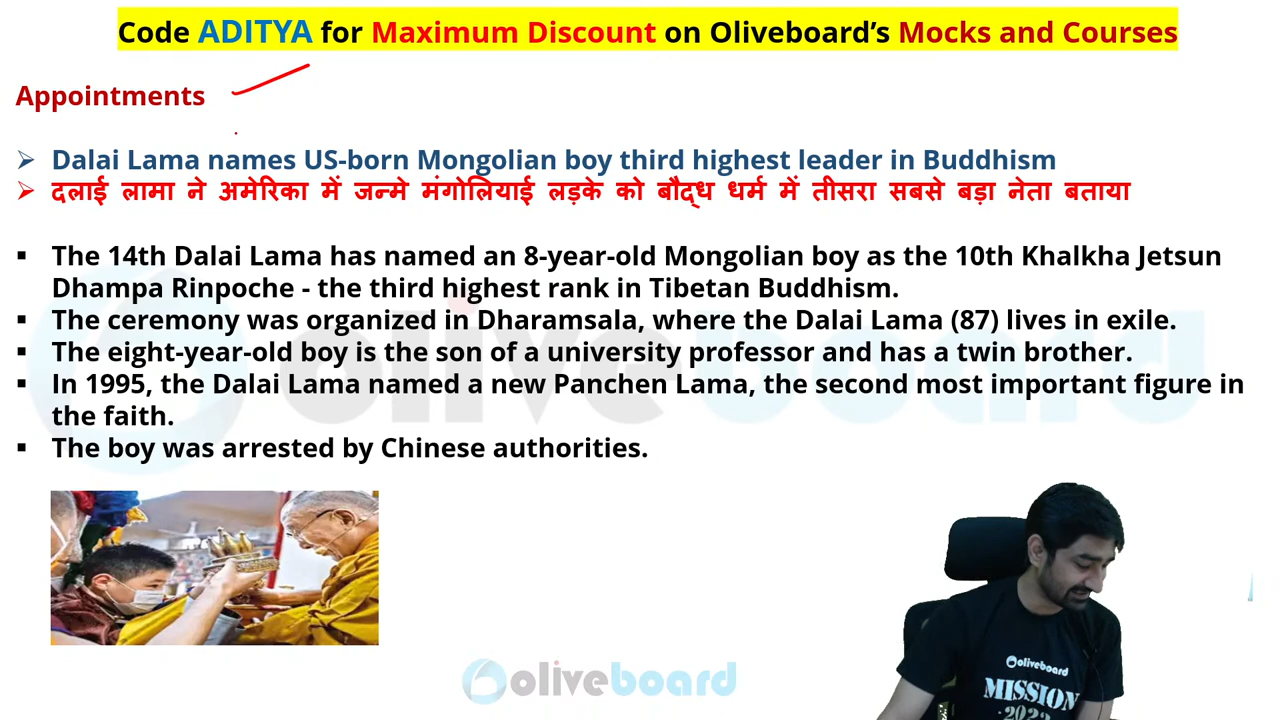 Code ADITYA for Maximum Discount on Oliveboard’s Mocks and Courses
Appointments
➢ Dalai Lama names US-born Mongolian boy third highest leader in Buddhism
➢ दलाई लामा ने अमेरिका में जन्मे मंगोलियाई लड़के को बौद्ध धर्म में तीसरा सबसे बड़ा नेता बताया
▪ The 14th Dalai Lama has named an 8-year-old Mongolian boy as the 10th Khalkha Jetsun
Dhampa Rinpoche - the third highest rank in Tibetan Buddhism.
▪ The ceremony was organized in Dharamsala, where the Dalai Lama (87) lives in exile.
▪ The eight-year-old boy is the son of a university professor and has a twin brother.
▪ In 1995, the Dalai Lama named a new Panchen Lama, the second most important figure in
the faith.
▪ The boy was arrested by Chinese authorities.
oliveboard
oliveboard
oliveboard
MISSION
2023